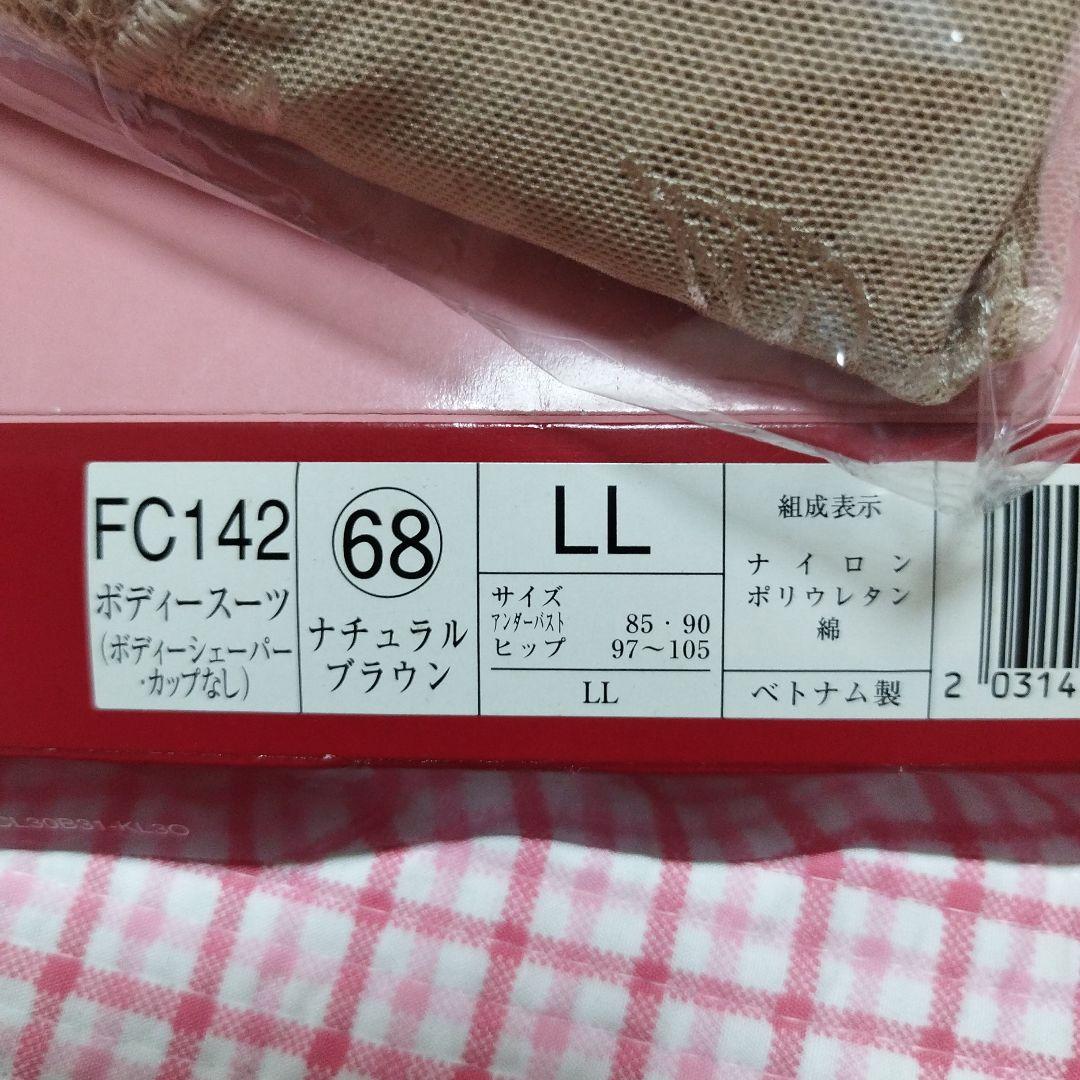 FC142
ボディースーツ
(ボディーシェーパー
・カップなし)
68
ナチュラル
ブラウン
LL
サイズ
アンダーバスト 85・90
ヒップ 97〜105
LL
組成表示
ナイロン
ポリウレタン
綿
ベトナム製
2 0314
CL30B31-KL30